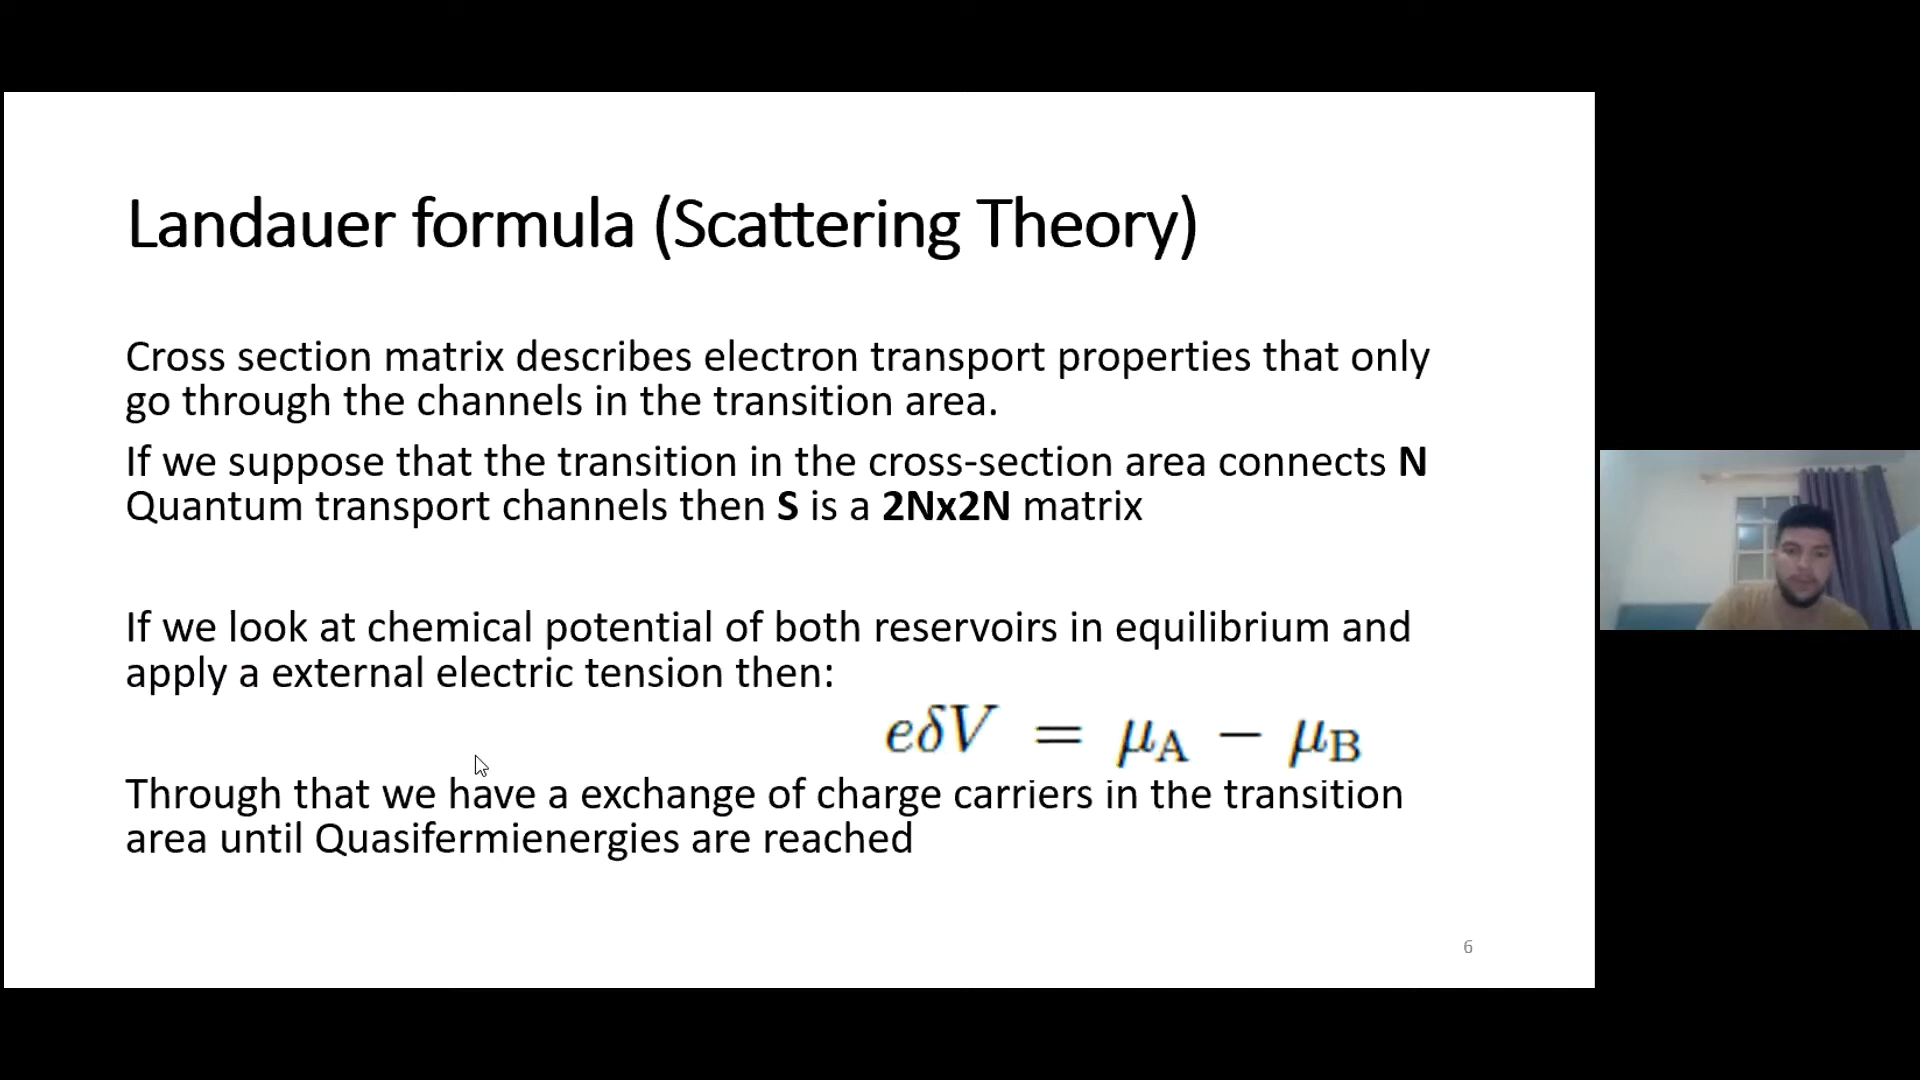 Landauer formula (Scattering Theory)
Cross section matrix describes electron transport properties that only
go through the channels in the transition area.
If we suppose that the transition in the cross-section area connects N
Quantum transport channels then S is a 2Nx2N matrix
If we look at chemical potential of both reservoirs in equilibrium and
apply a external electric tension then:
eδV = μA − μB
Through that we have a exchange of charge carriers in the transition
area until Quasifermienergies are reached
6